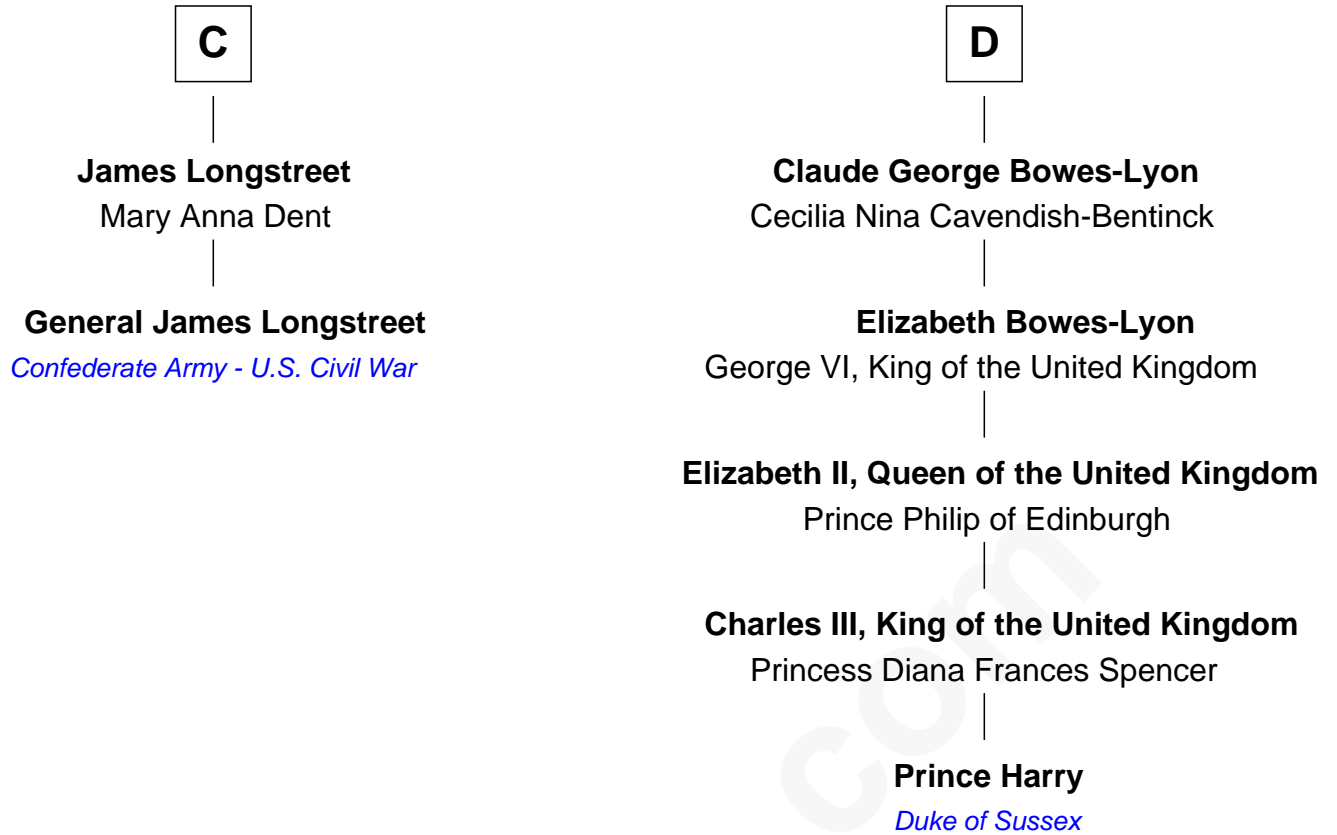 C
James Longstreet
Mary Anna Dent
General James Longstreet
Confederate Army - U.S. Civil War
D
Claude George Bowes-Lyon
Cecilia Nina Cavendish-Bentinck
Elizabeth Bowes-Lyon
George VI, King of the United Kingdom
Elizabeth II, Queen of the United Kingdom
Prince Philip of Edinburgh
Charles III, King of the United Kingdom
Princess Diana Frances Spencer
Prince Harry
Duke of Sussex
com